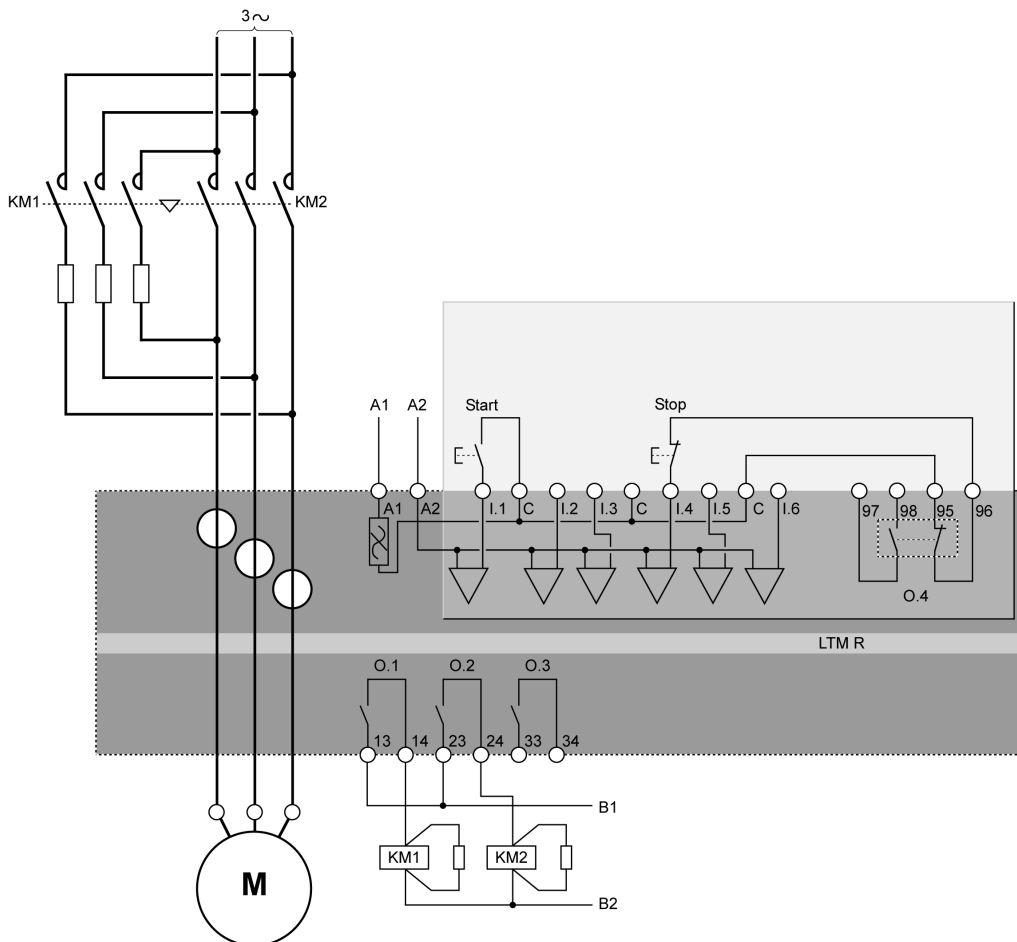 3∼
KM1
KM2
A1 A2 Start Stop
A1 A2 I.1 C I.2 I.3 C I.4 I.5 C I.6 97 98 95 96
O.4
LTM R
O.1 O.2 O.3
13 14 23 24 33 34
B1
KM1 KM2
M
B2